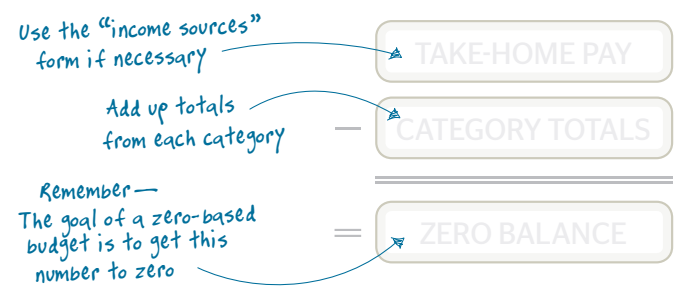 Use the “income sources”
form if necessary
TAKE-HOME PAY
Add up totals
from each category
— CATEGORY TOTALS
Remember—
The goal of a zero-based
budget is to get this
number to zero
= ZERO BALANCE